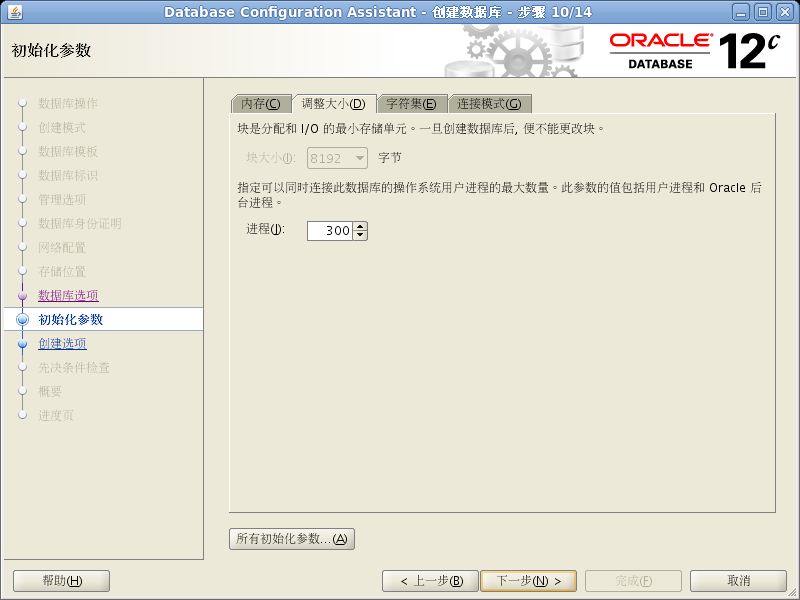 Database Configuration Assistant - 创建数据库 - 步骤 10/14
初始化参数
ORACLE®
DATABASE
12c
数据库操作
创建模式
数据库模板
数据库标识
管理选项
数据库身份证明
网络配置
存储位置
数据库选项
初始化参数
创建选项
先决条件检查
概要
进度页
内存(C) 调整大小(D) 字符集(E) 连接模式(G)
块是分配和 I/O 的最小存储单元。一旦创建数据库后, 便不能更改块。
块大小(I): 8192 字节
指定可以同时连接此数据库的操作系统用户进程的最大数量。此参数的值包括用户进程和 Oracle 后
台进程。
进程(J): 300
所有初始化参数...(A)
帮助(H) < 上一步(B) 下一步(N) > 完成(F) 取消